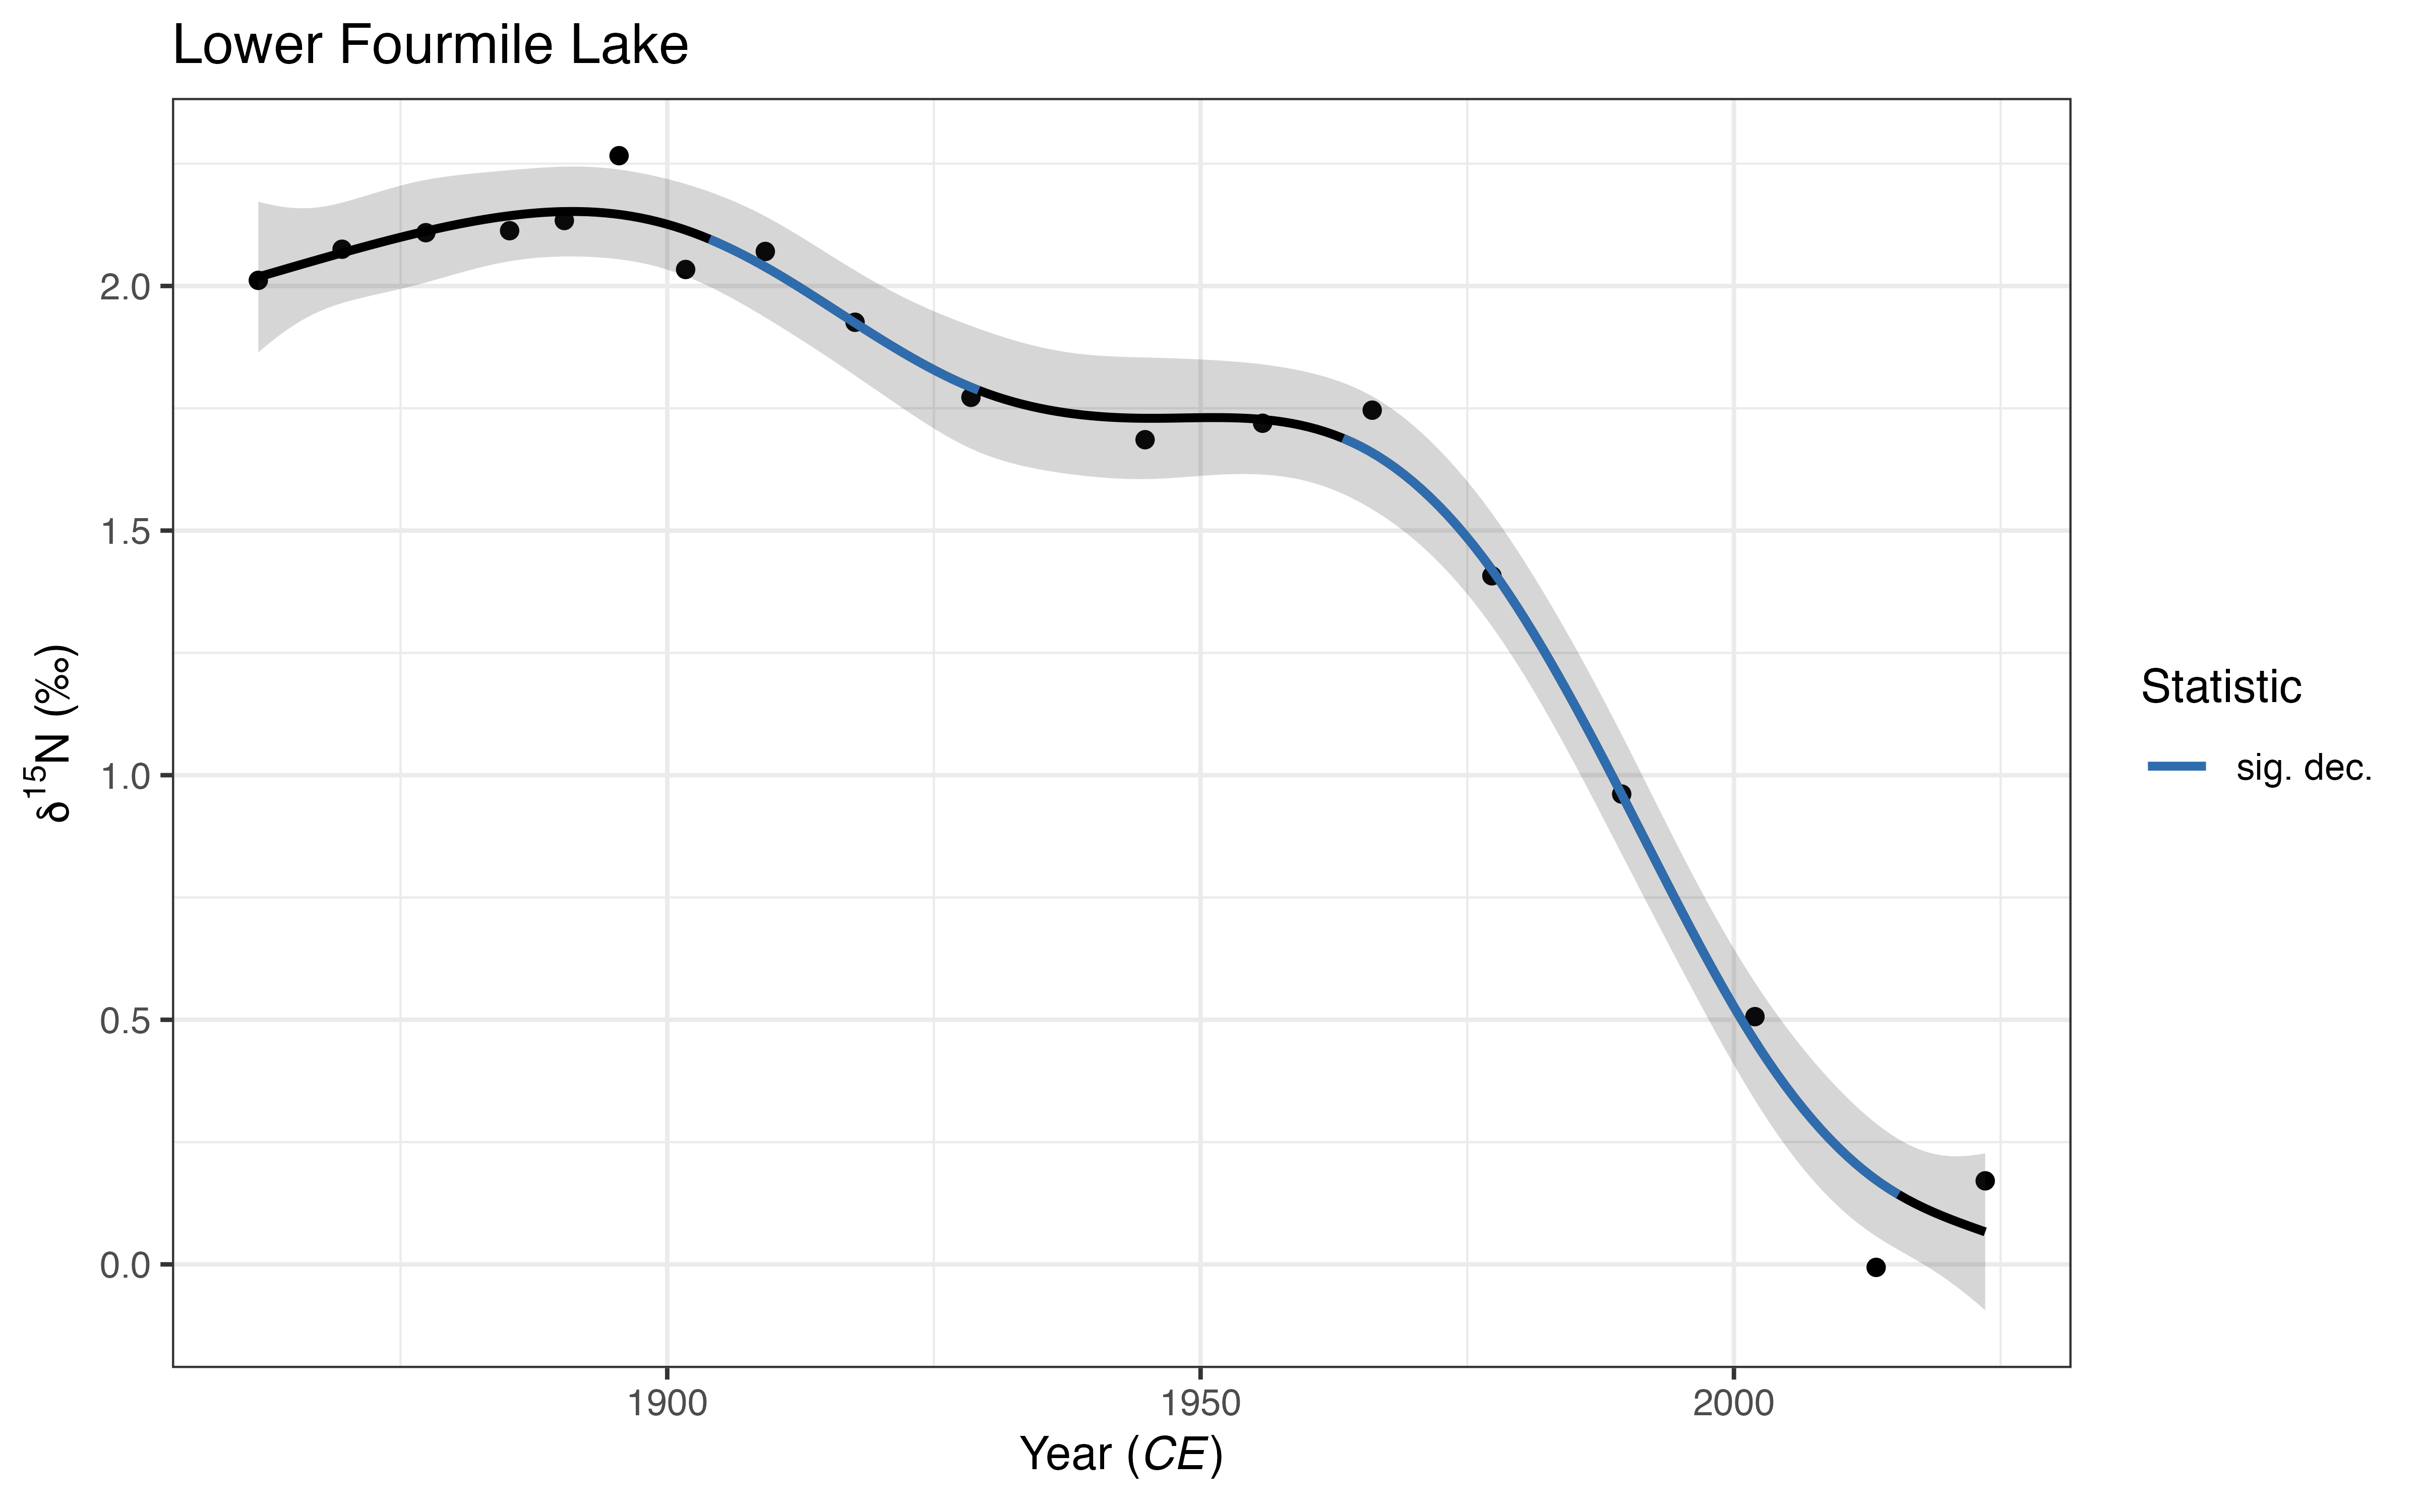 Lower Fourmile Lake
2.0
1.5
1.0
0.5
0.0
δ¹⁵N (‰)
1900 1950 2000
Year (CE)
Statistic
sig. dec.